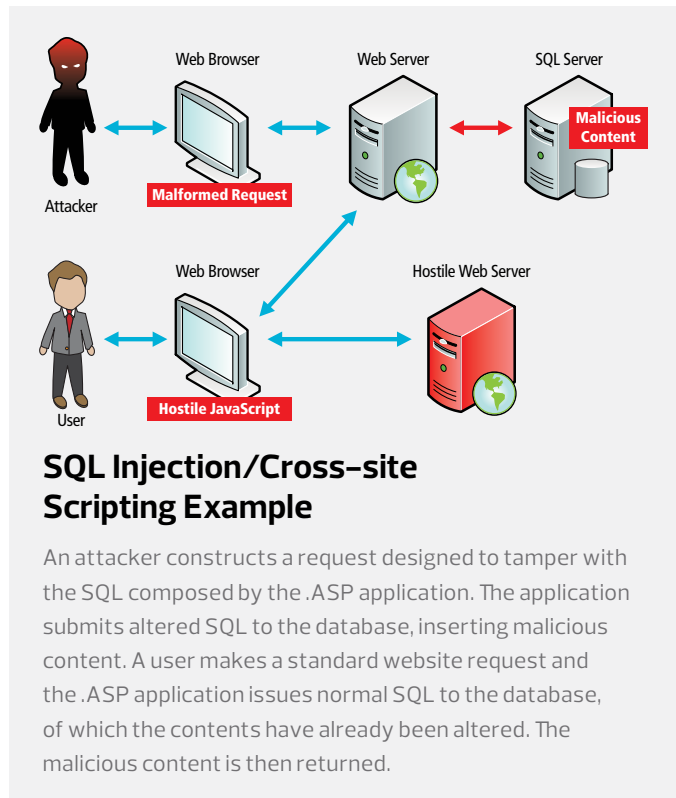 Web Browser
Web Server
SQL Server
Malicious
Content
Malformed Request
Attacker
Web Browser
Hostile Web Server
Hostile JavaScript
User
SQL Injection/Cross-site
Scripting Example
An attacker constructs a request designed to tamper with
the SQL composed by the .ASP application. The application
submits altered SQL to the database, inserting malicious
content. A user makes a standard website request and
the .ASP application issues normal SQL to the database,
of which the contents have already been altered. The
malicious content is then returned.